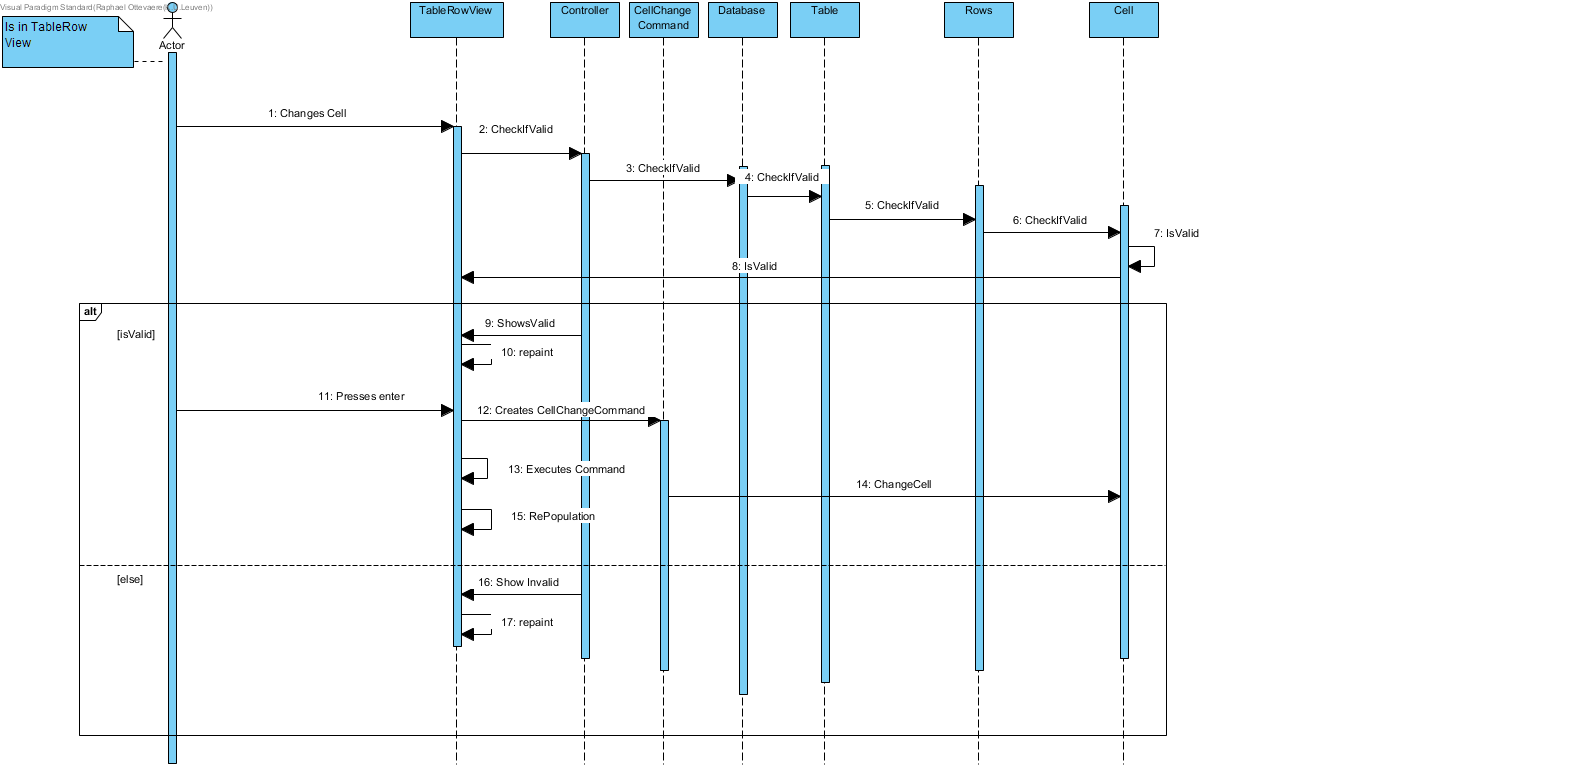 Visual Paradigm Standard(Raphael Ottevaere(
.Leuven))
Is in TableRow
View
Actor
TableRowView
Controller
CellChange
Command
Database
Table
Rows
Cell
1: Changes Cell
2: CheckIfValid
3: CheckIfValid
4: CheckIfValid
5: CheckIfValid
6: CheckIfValid
7: IsValid
8: IsValid
alt
[isValid]
9: ShowsValid
10: repaint
11: Presses enter
12: Creates CellChangeCommand
13: Executes Command
14: ChangeCell
15: RePopulation
[else]
16: Show Invalid
17: repaint